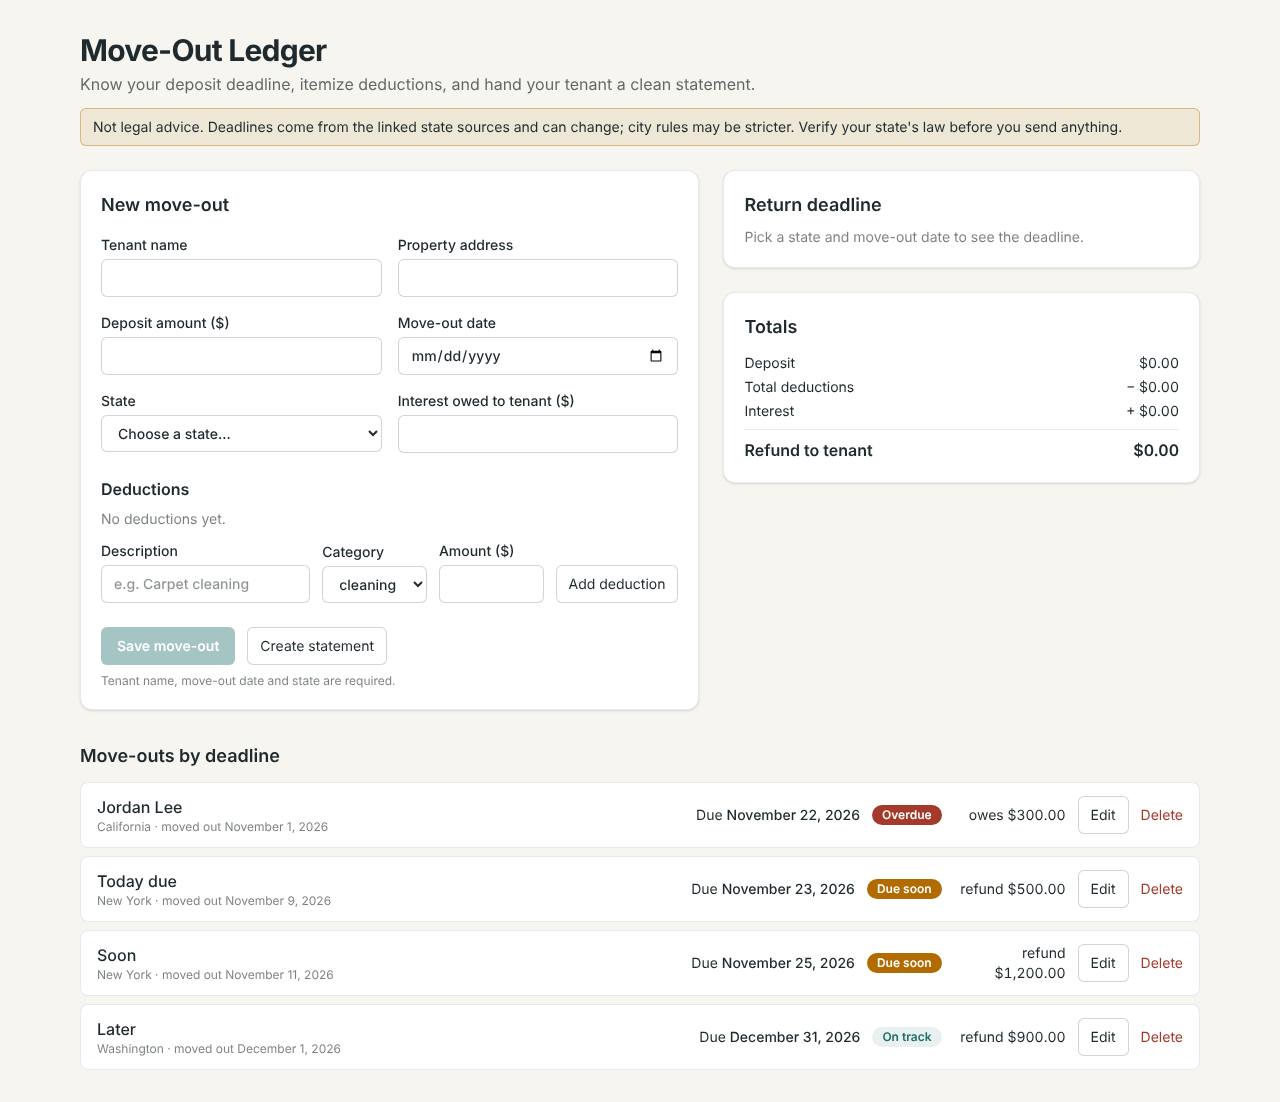 Move-Out Ledger
Know your deposit deadline, itemize deductions, and hand your tenant a clean statement.
Not legal advice. Deadlines come from the linked state sources and can change; city rules may be stricter. Verify your state's law before you send anything.
New move-out
Tenant name
Property address
Deposit amount ($)
Move-out date
mm/dd/yyyy
State
Interest owed to tenant ($)
Choose a state...
Deductions
No deductions yet.
Description
Category
Amount ($)
e.g. Carpet cleaning
cleaning
Add deduction
Save move-out
Create statement
Tenant name, move-out date and state are required.
Return deadline
Pick a state and move-out date to see the deadline.
Totals
Deposit $0.00
Total deductions − $0.00
Interest + $0.00
Refund to tenant $0.00
Move-outs by deadline
Jordan Lee
California · moved out November 1, 2026
Due November 22, 2026 Overdue owes $300.00 Edit Delete
Today due
New York · moved out November 9, 2026
Due November 23, 2026 Due soon refund $500.00 Edit Delete
Soon
New York · moved out November 11, 2026
Due November 25, 2026 Due soon refund
$1,200.00 Edit Delete
Later
Washington · moved out December 1, 2026
Due December 31, 2026 On track refund $900.00 Edit Delete